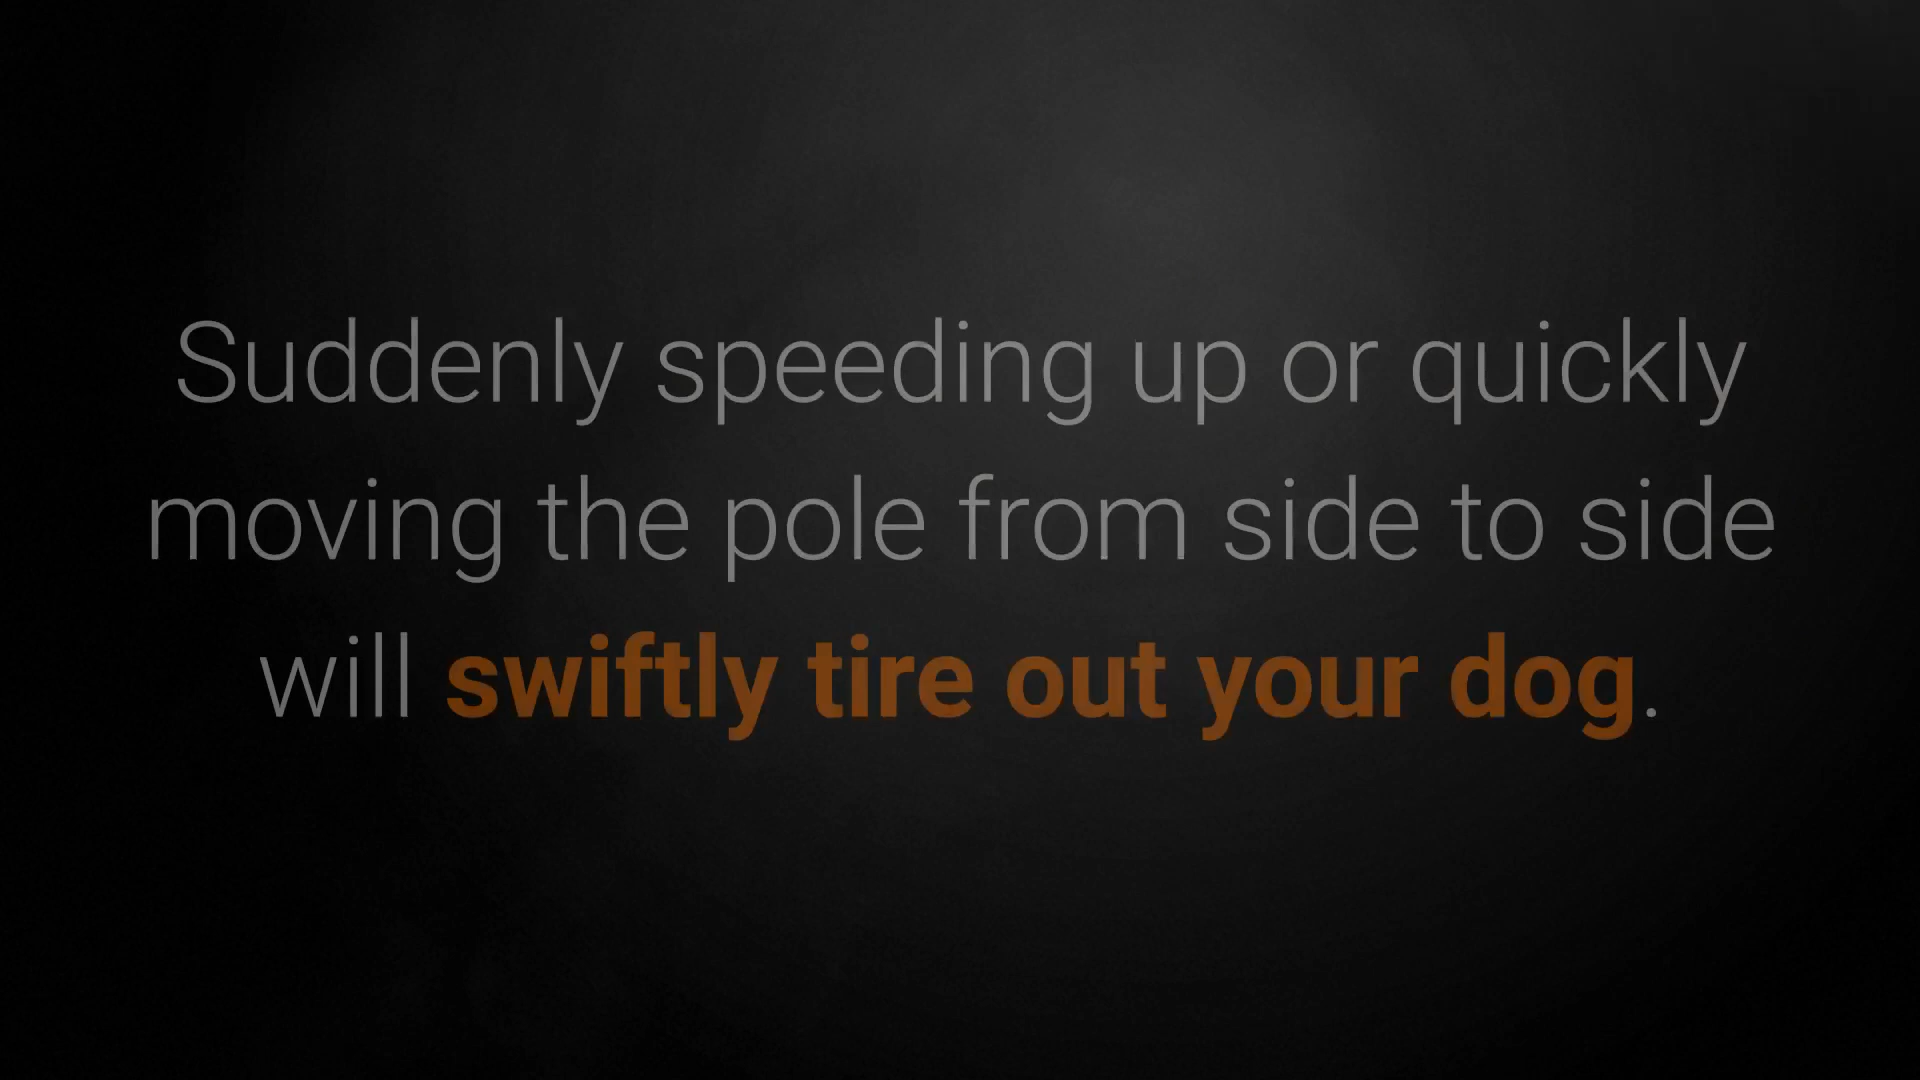 Suddenly speeding up or quickly
moving the pole from side to side
will swiftly tire out your dog.